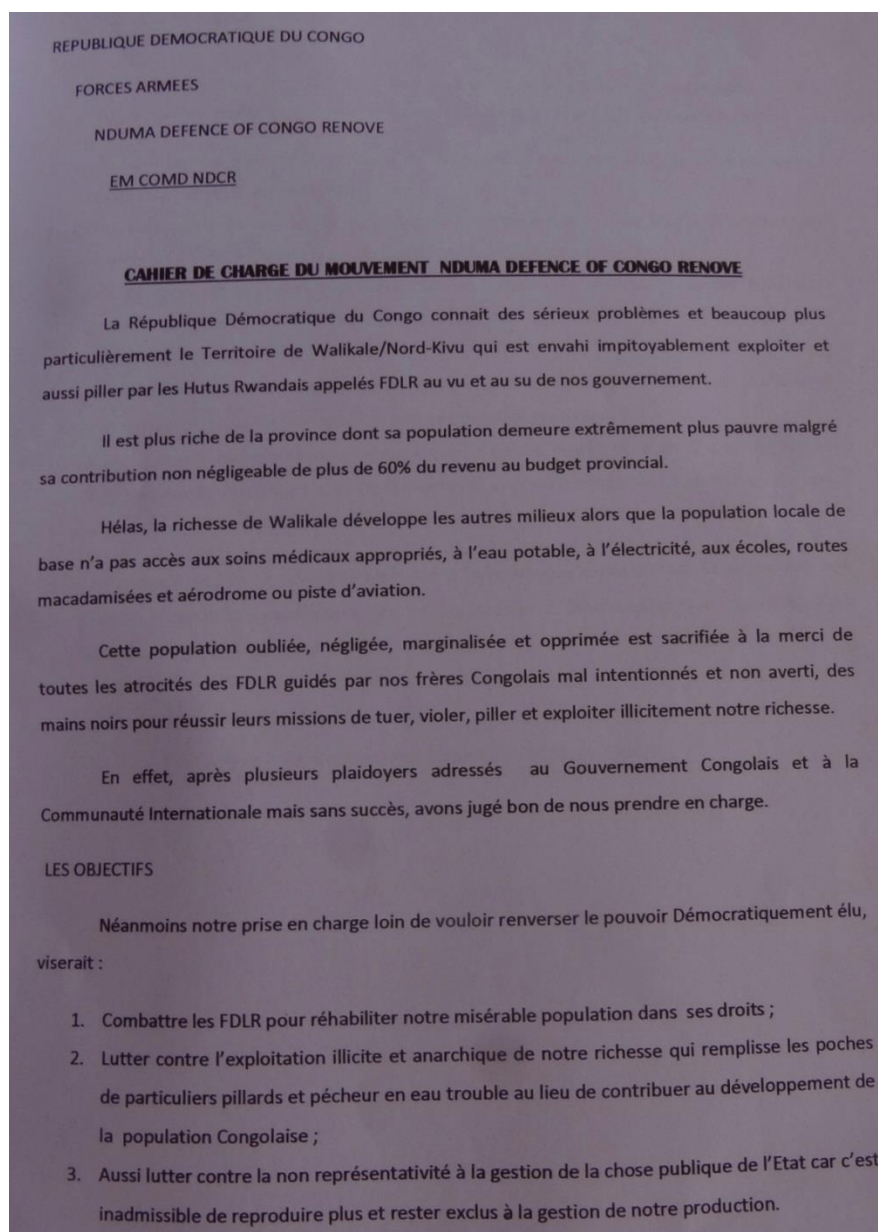 REPUBLIQUE DEMOCRATIQUE DU CONGO
FORCES ARMEES
NDUMA DEFENCE OF CONGO RENOVE
EM COMD NDCR
CAHIER DE CHARGE DU MOUVEMENT NDUMA DEFENCE OF CONGO RENOVE
La République Démocratique du Congo connait des sérieux problèmes et beaucoup plus
particulièrement le Territoire de Walikale/Nord-Kivu qui est envahi impitoyablement exploiter et
aussi piller par les Hutus Rwandais appelés FDLR au vu et au su de nos gouvernement.
Il est plus riche de la province dont sa population demeure extrêmement plus pauvre malgré
sa contribution non négligeable de plus de 60% du revenu au budget provincial.
Hélas, la richesse de Walikale développe les autres milieux alors que la population locale de
base n'a pas accès aux soins médicaux appropriés, à l'eau potable, à l'électricité, aux écoles, routes
macadamisées et aérodrome ou piste d'aviation.
Cette population oubliée, négligée, marginalisée et opprimée est sacrifiée à la merci de
toutes les atrocités des FDLR guidés par nos frères Congolais mal intentionnés et non averti, des
mains noirs pour réussir leurs missions de tuer, violer, piller et exploiter illicitement notre richesse.
En effet, après plusieurs plaidoyers adressés au Gouvernement Congolais et à la
Communauté Internationale mais sans succès, avons jugé bon de nous prendre en charge.
LES OBJECTIFS
Néanmoins notre prise en charge loin de vouloir renverser le pouvoir Démocratiquement élu,
viserait :
1. Combattre les FDLR pour réhabiliter notre misérable population dans ses droits ;
2. Lutter contre l'exploitation illicite et anarchique de notre richesse qui remplisse les poches
de particuliers pillards et pécheur en eau trouble au lieu de contribuer au développement de
la population Congolaise ;
3. Aussi lutter contre la non représentativité à la gestion de la chose publique de l'Etat car c'est
inadmissible de reproduire plus et rester exclus à la gestion de notre production.